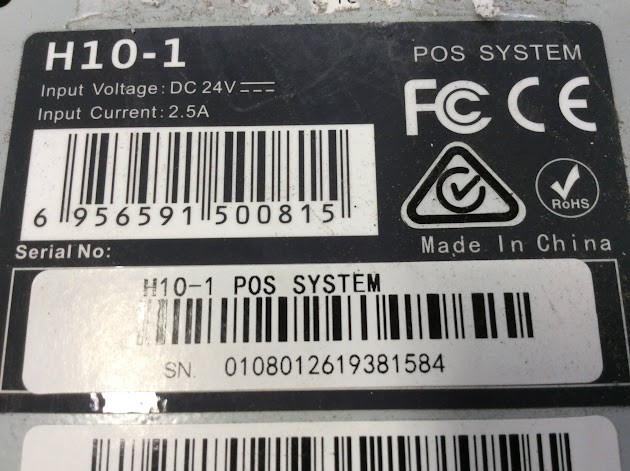 H10-1
POS SYSTEM
Input Voltage: DC 24V
Input Current: 2.5A
FC CE
6 956591 500815
RoHS
Made In China
Serial No:
H10-1 POS SYSTEM
SN. 0108012619381584